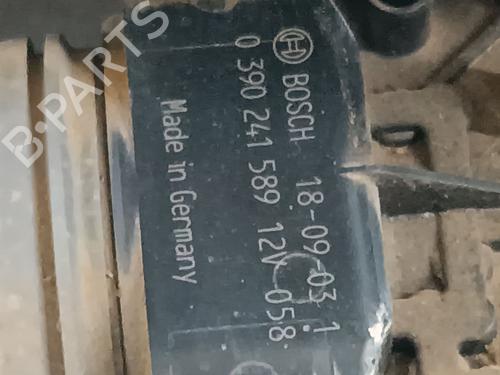 BOSCH 18-09-03 1
0 390 241 589 12V 058
Made in Germany
B-PARTS